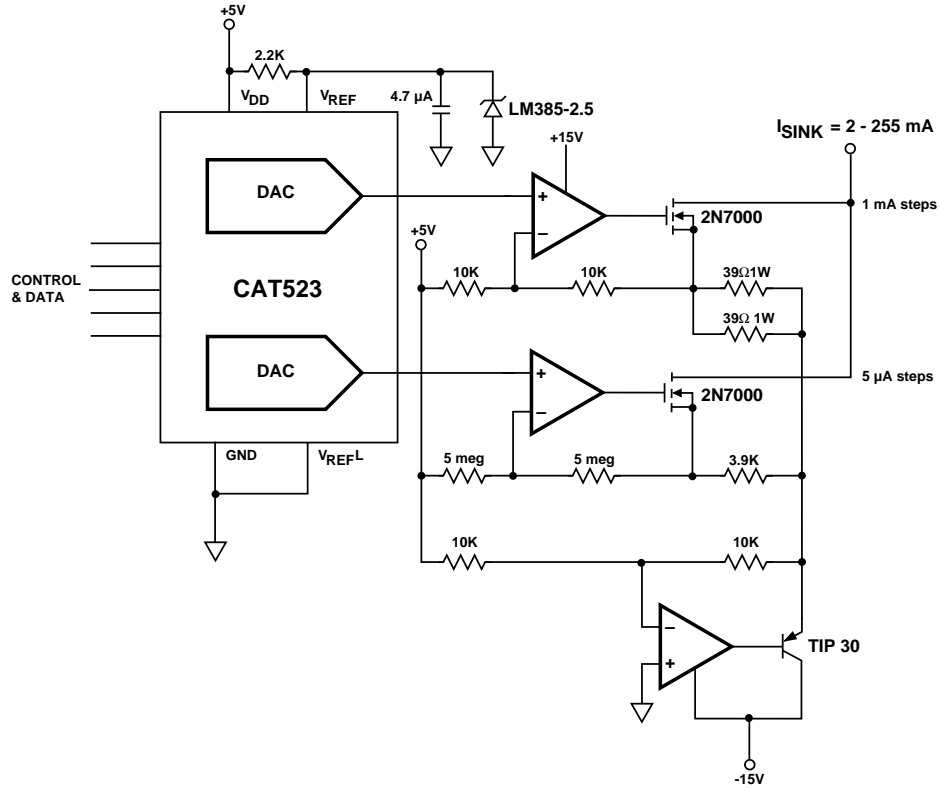 +5V
2.2K
V_DD
V_REF
4.7 µA
LM385-2.5
+15V
I_SINK = 2 - 255 mA
DAC
+
−
2N7000
1 mA steps
+5V
10K
10K
39Ω1W
CONTROL
& DATA
CAT523
39Ω 1W
DAC
+
−
2N7000
5 µA steps
GND
V_REFL
5 meg
5 meg
3.9K
10K
10K
−
+
TIP 30
-15V